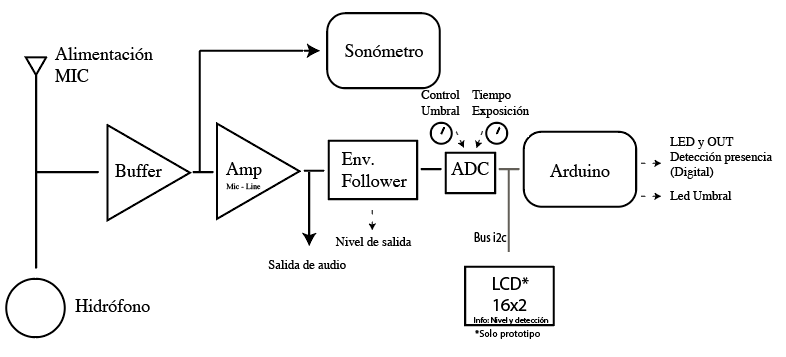 Alimentación
MIC
Sonómetro
Control
Umbral
Tiempo
Exposición
Buffer
Amp
Mic - Line
Env.
Follower
ADC
Arduino
LED y OUT
Detección presencia
(Digital)
Led Umbral
Nivel de salida
Salida de audio
Bus i2c
Hidrófono
LCD*
16x2
Info: Nivel y detección
*Solo prototipo